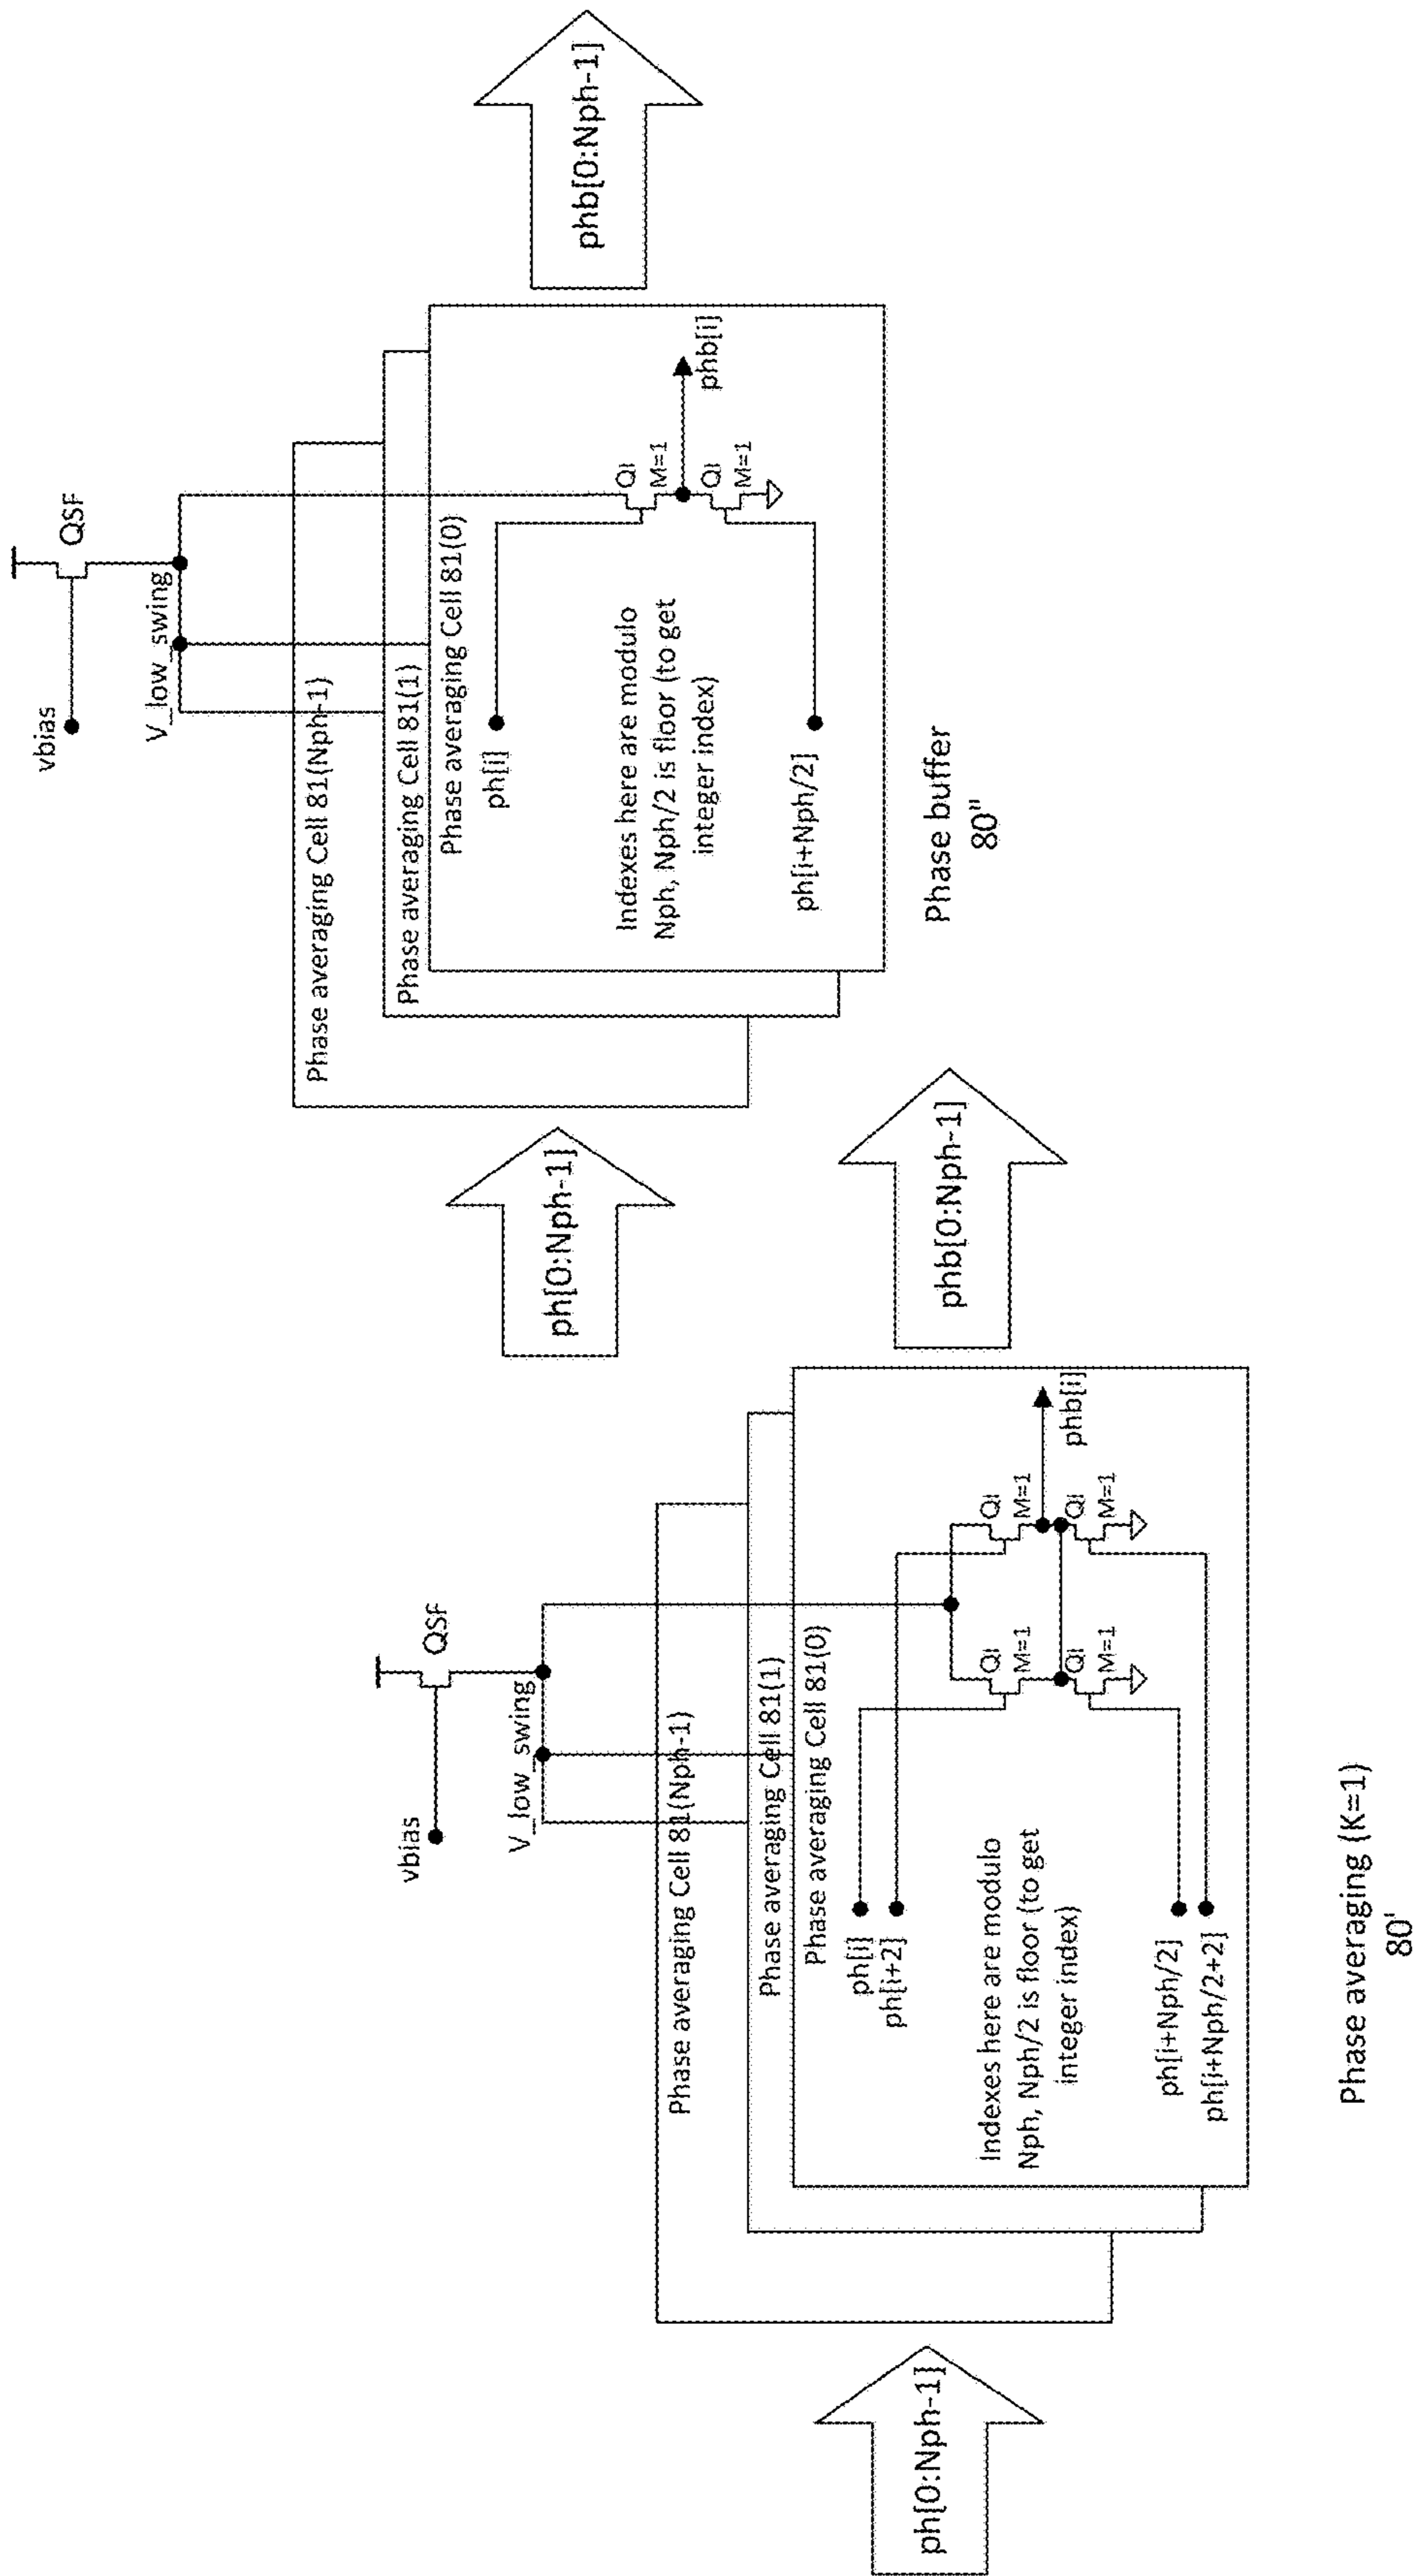 ph[0:Nph-1]
vbias
QSF
V_low_swing
Phase averaging Cell 81(Nph-1)
Phase averaging Cell 81(1)
Phase averaging Cell 81(0)
ph[i]
ph[i+2]
QI
M=1
QI
M=1
QI
M=1
QI
M=1
phb[i]
Indexes here are modulo
Nph, Nph/2 is floor (to get
integer index)
ph[i+Nph/2]
ph[i+Nph/2+2]
Phase averaging (K=1)
80'
phb[0:Nph-1]
ph[0:Nph-1]
vbias
QSF
V_low_swing
Phase averaging Cell 81(Nph-1)
Phase averaging Cell 81(1)
Phase averaging Cell 81(0)
ph[i]
QI
M=1
QI
M=1
phb[i]
Indexes here are modulo
Nph, Nph/2 is floor (to get
integer index)
ph[i+Nph/2]
Phase buffer
80"
phb[0:Nph-1]